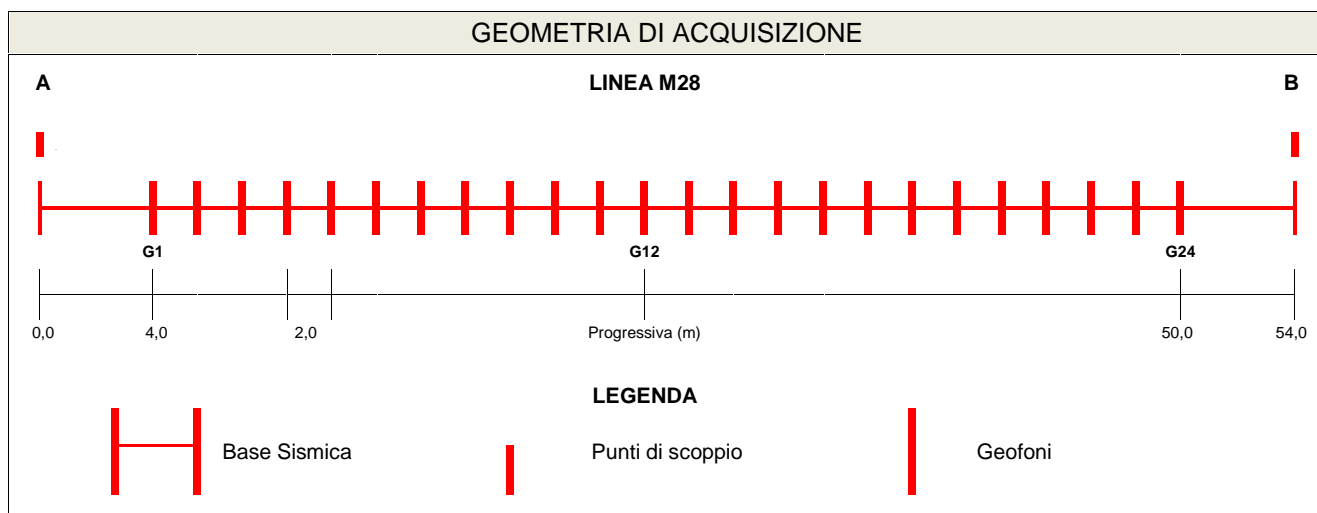 GEOMETRIA DI ACQUISIZIONE
A LINEA M28 B
G1 G12 G24
0,0 4,0 2,0 Progressiva (m) 50,0 54,0
LEGENDA
Base Sismica Punti di scoppio Geofoni